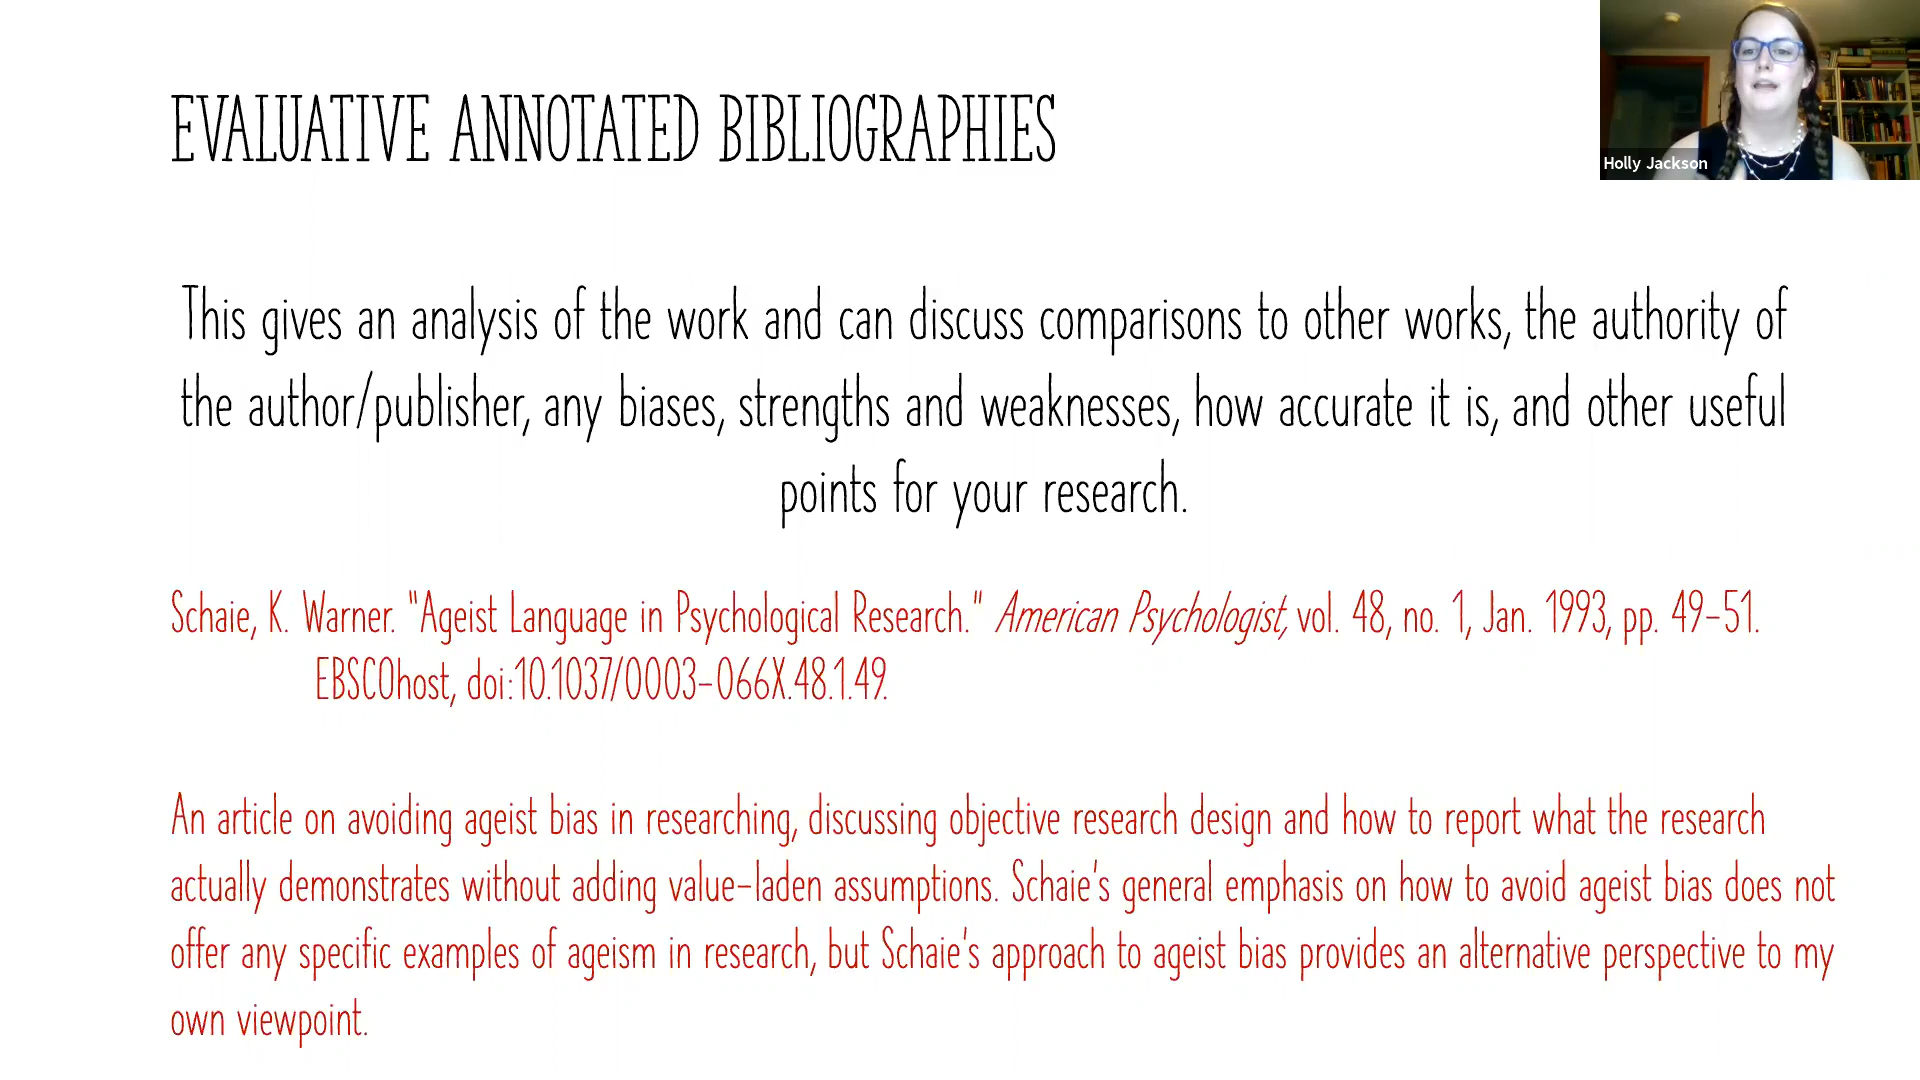 EVALUATIVE ANNOTATED BIBLIOGRAPHIES
Holly Jackson
This gives an analysis of the work and can discuss comparisons to other works, the authority of
the author/publisher, any biases, strengths and weaknesses, how accurate it is, and other useful
points for your research.
Schaie, K. Warner. "Ageist Language in Psychological Research." American Psychologist, vol. 48, no. 1, Jan. 1993, pp. 49-51.
EBSCOhost, doi:10.1037/0003-066X.48.1.49.
An article on avoiding ageist bias in researching, discussing objective research design and how to report what the research
actually demonstrates without adding value-laden assumptions. Schaie's general emphasis on how to avoid ageist bias does not
offer any specific examples of ageism in research, but Schaie's approach to ageist bias provides an alternative perspective to my
own viewpoint.